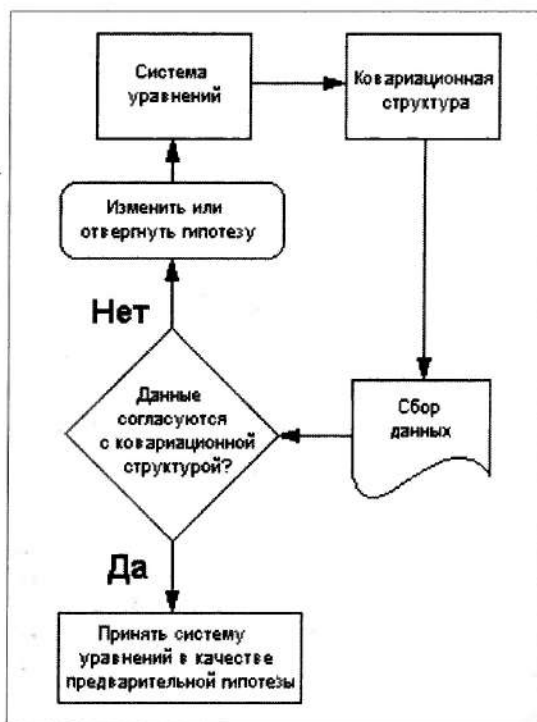 Система
уравнений
Ковариационная
структура
Изменить или
отвергнуть гипотезу
Нет
Данные
согласуются
с ковариационной
структурой?
Сбор
данных
Да
Принять систему
уравнений в качестве
предварительной гипотезы